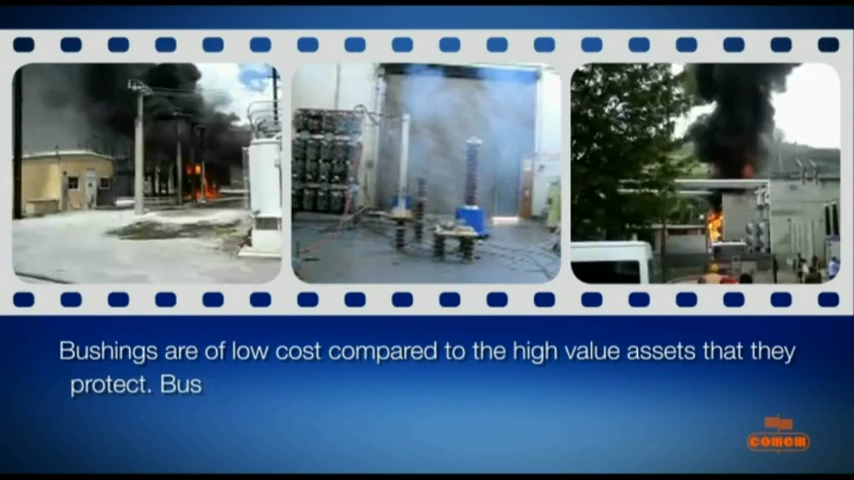 Bushings are of low cost compared to the high value assets that they
protect. Bus
comem